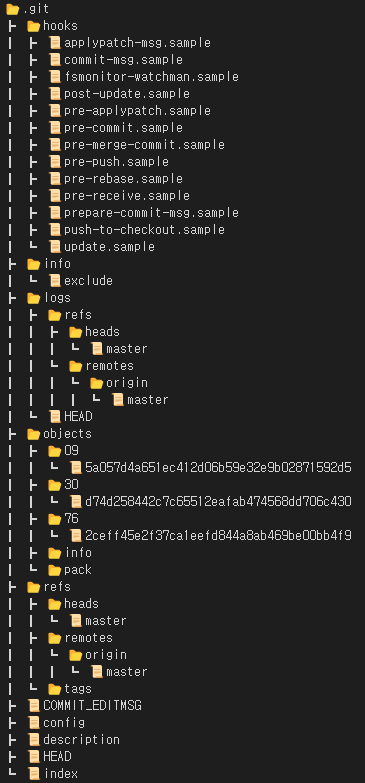 .git
hooks
applypatch-msg.sample
commit-msg.sample
fsmonitor-watchman.sample
post-update.sample
pre-applypatch.sample
pre-commit.sample
pre-merge-commit.sample
pre-push.sample
pre-rebase.sample
pre-receive.sample
prepare-commit-msg.sample
push-to-checkout.sample
update.sample
info
exclude
logs
refs
heads
master
remotes
origin
master
HEAD
objects
09
5a057d4a651ec412d06b59e32e9b02871592d5
30
d74d258442c7c65512eafab474568dd706c430
76
2ceff45e2f37ca1eefd844a8ab469be00bb4f9
info
pack
refs
heads
master
remotes
origin
master
tags
COMMIT_EDITMSG
config
description
HEAD
index